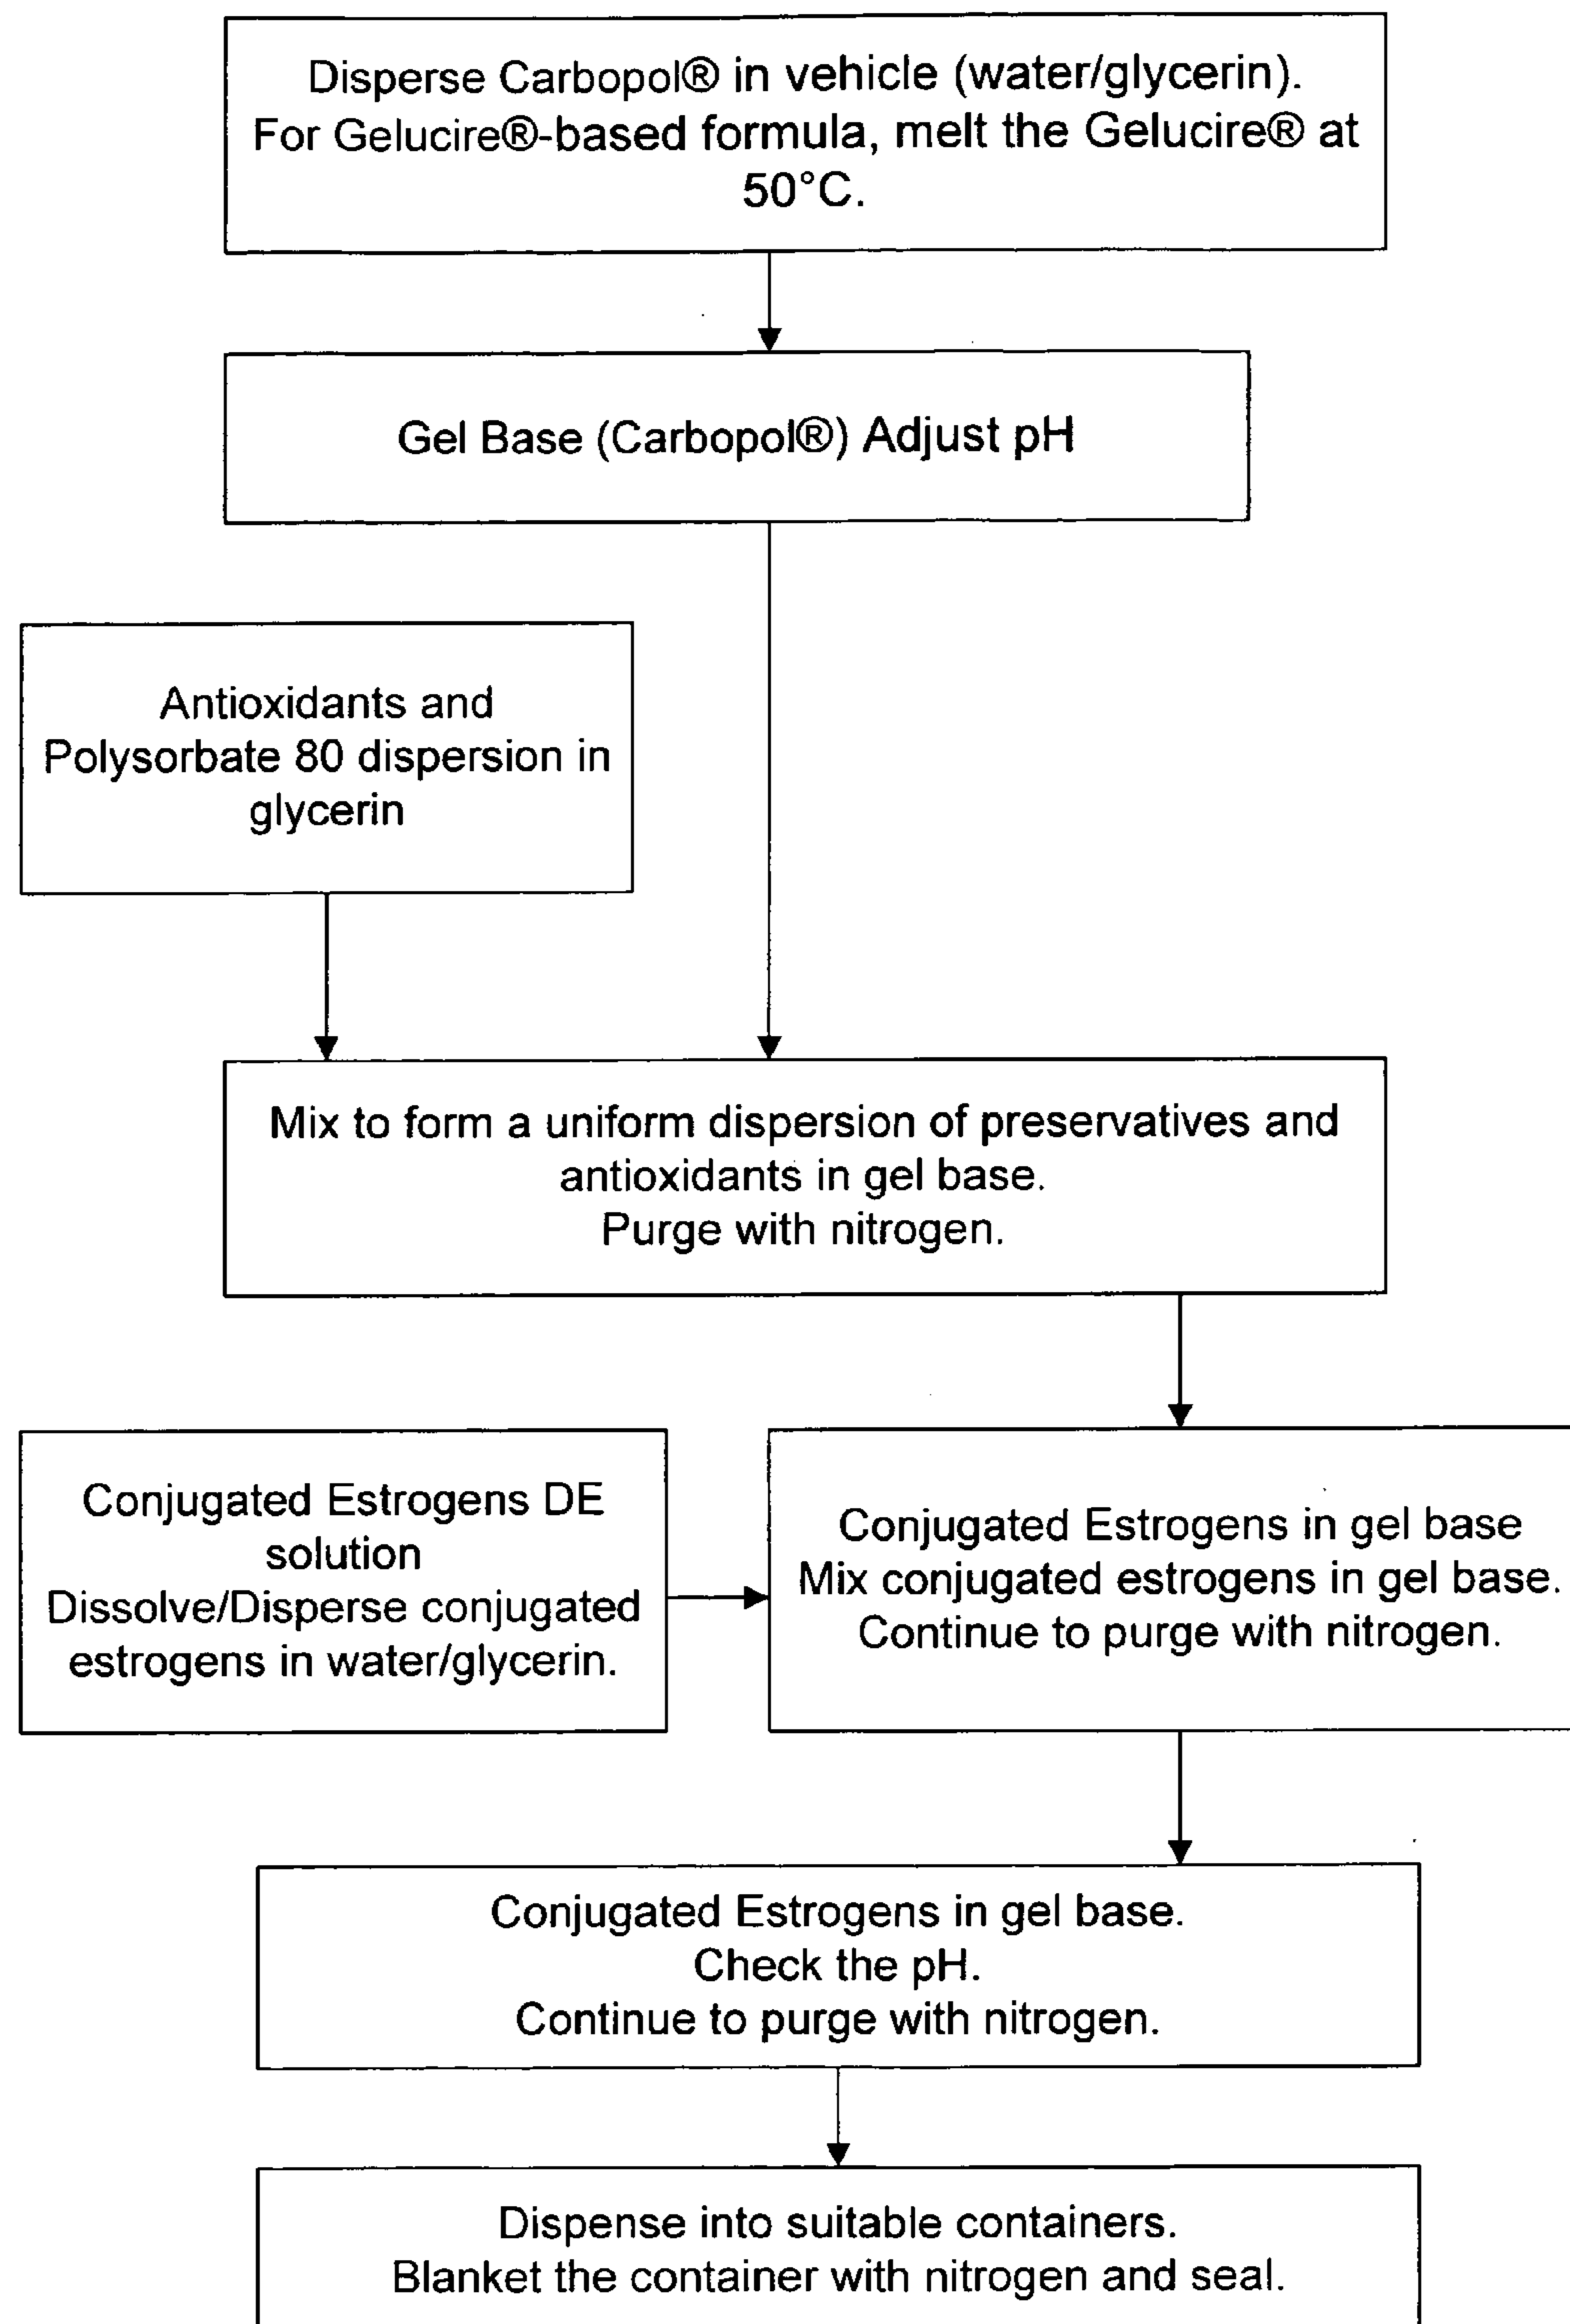 Disperse Carbopol® in vehicle (water/glycerin).
For Gelucire®-based formula, melt the Gelucire® at
50°C.
Gel Base (Carbopol®) Adjust pH
Antioxidants and
Polysorbate 80 dispersion in
glycerin
Mix to form a uniform dispersion of preservatives and
antioxidants in gel base.
Purge with nitrogen.
Conjugated Estrogens DE
solution
Dissolve/Disperse conjugated
estrogens in water/glycerin.
Conjugated Estrogens in gel base
Mix conjugated estrogens in gel base.
Continue to purge with nitrogen.
Conjugated Estrogens in gel base.
Check the pH.
Continue to purge with nitrogen.
Dispense into suitable containers.
Blanket the container with nitrogen and seal.